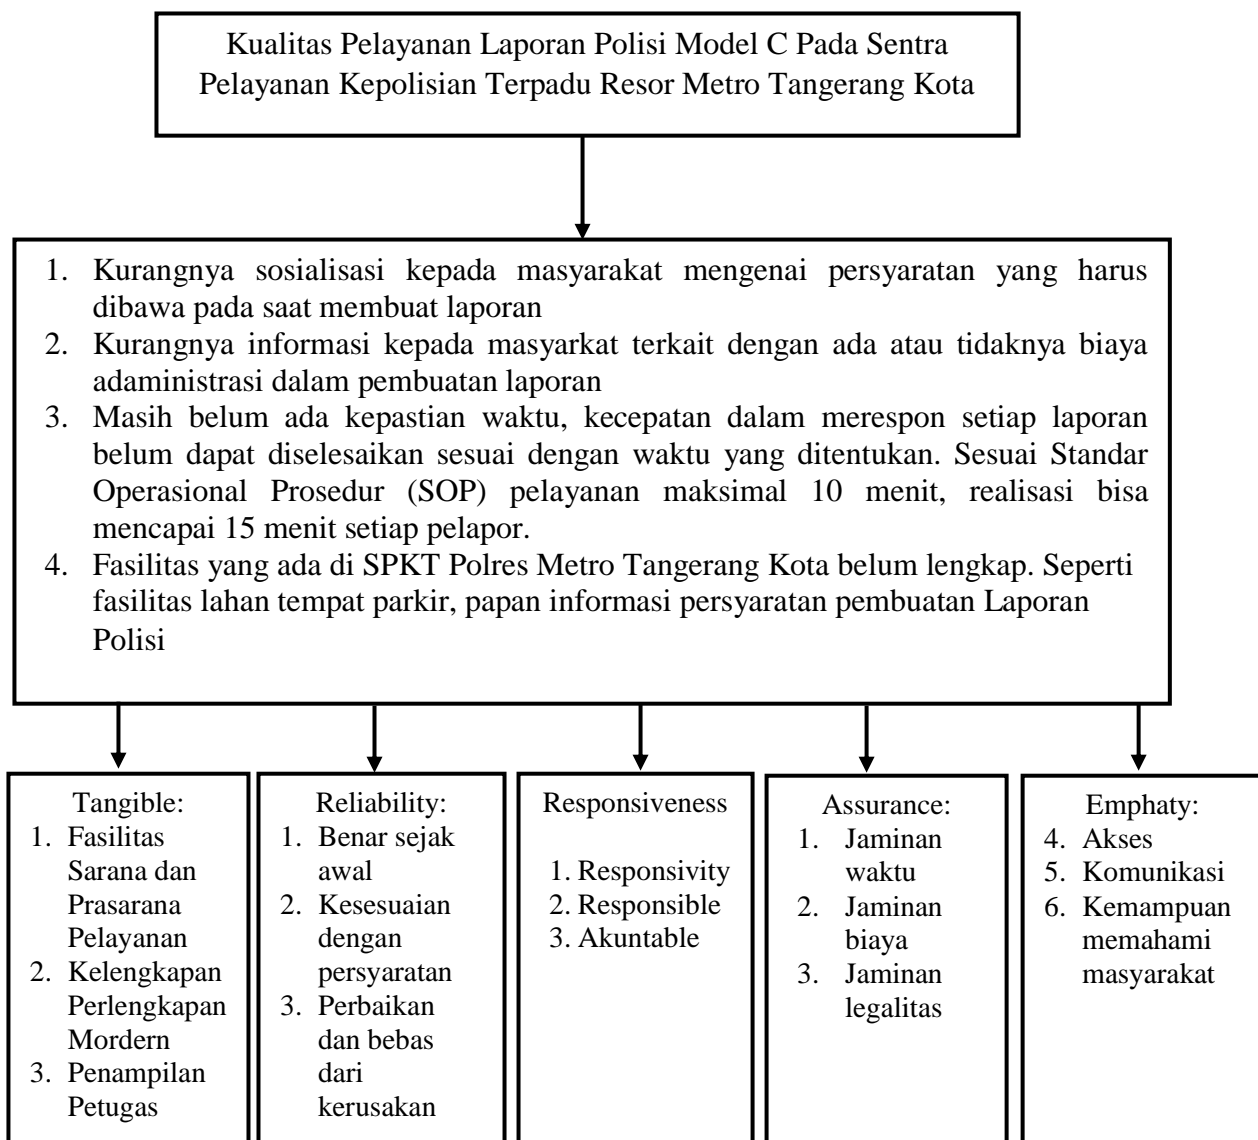 Kualitas Pelayanan Laporan Polisi Model C Pada Sentra
Pelayanan Kepolisian Terpadu Resor Metro Tangerang Kota
1. Kurangnya sosialisasi kepada masyarakat mengenai persyaratan yang harus
dibawa pada saat membuat laporan
2. Kurangnya informasi kepada masyarkat terkait dengan ada atau tidaknya biaya
adaministrasi dalam pembuatan laporan
3. Masih belum ada kepastian waktu, kecepatan dalam merespon setiap laporan
belum dapat diselesaikan sesuai dengan waktu yang ditentukan. Sesuai Standar
Operasional Prosedur (SOP) pelayanan maksimal 10 menit, realisasi bisa
mencapai 15 menit setiap pelapor.
4. Fasilitas yang ada di SPKT Polres Metro Tangerang Kota belum lengkap. Seperti
fasilitas lahan tempat parkir, papan informasi persyaratan pembuatan Laporan
Polisi
Tangible:
1. Fasilitas
Sarana dan
Prasarana
Pelayanan
2. Kelengkapan
Perlengkapan
Mordern
3. Penampilan
Petugas
Reliability:
1. Benar sejak
awal
2. Kesesuaian
dengan
persyaratan
3. Perbaikan
dan bebas
dari
kerusakan
Responsiveness
1. Responsivity
2. Responsible
3. Akuntable
Assurance:
1. Jaminan
waktu
2. Jaminan
biaya
3. Jaminan
legalitas
Emphaty:
4. Akses
5. Komunikasi
6. Kemampuan
memahami
masyarakat